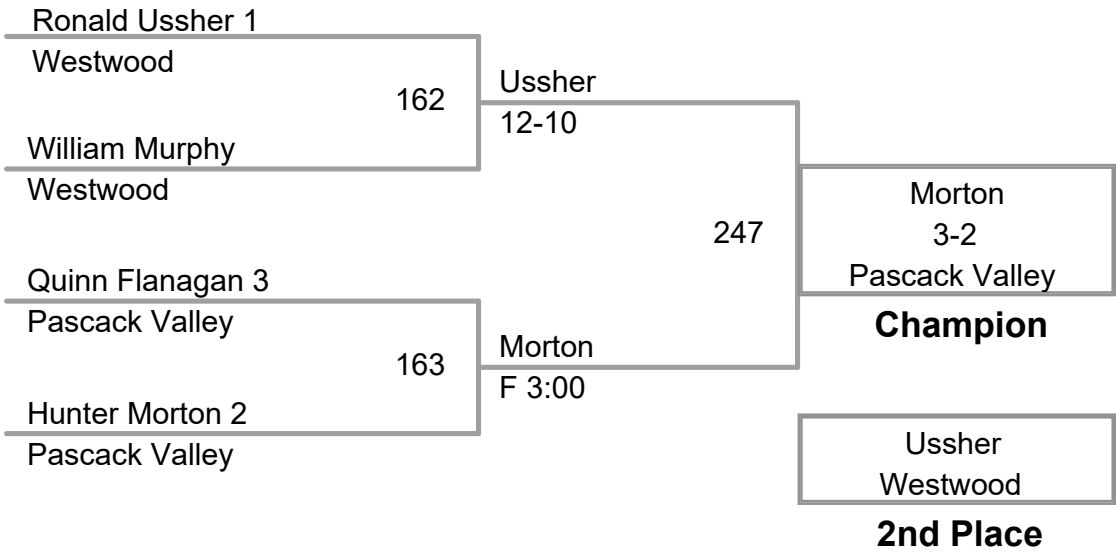 Ronald Ussher 1
Westwood
162
William Murphy
Westwood
Ussher
12-10
Quinn Flanagan 3
Pascack Valley
163
Hunter Morton 2
Pascack Valley
Morton
F 3:00
247
Morton
3-2
Pascack Valley
Champion
Ussher
Westwood
2nd Place